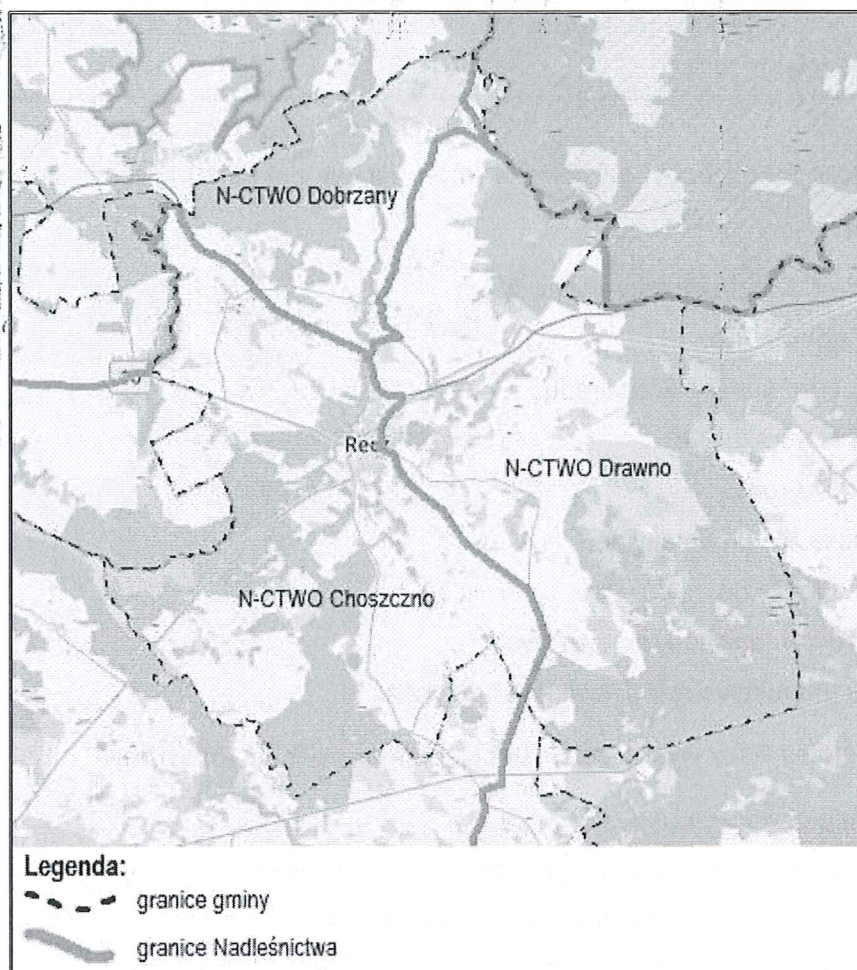 N-CTWO Dobrzany
N-CTWO Drawno
N-CTWO Choszczno
Legenda:
granice gminy
granice Nadleśnictwa